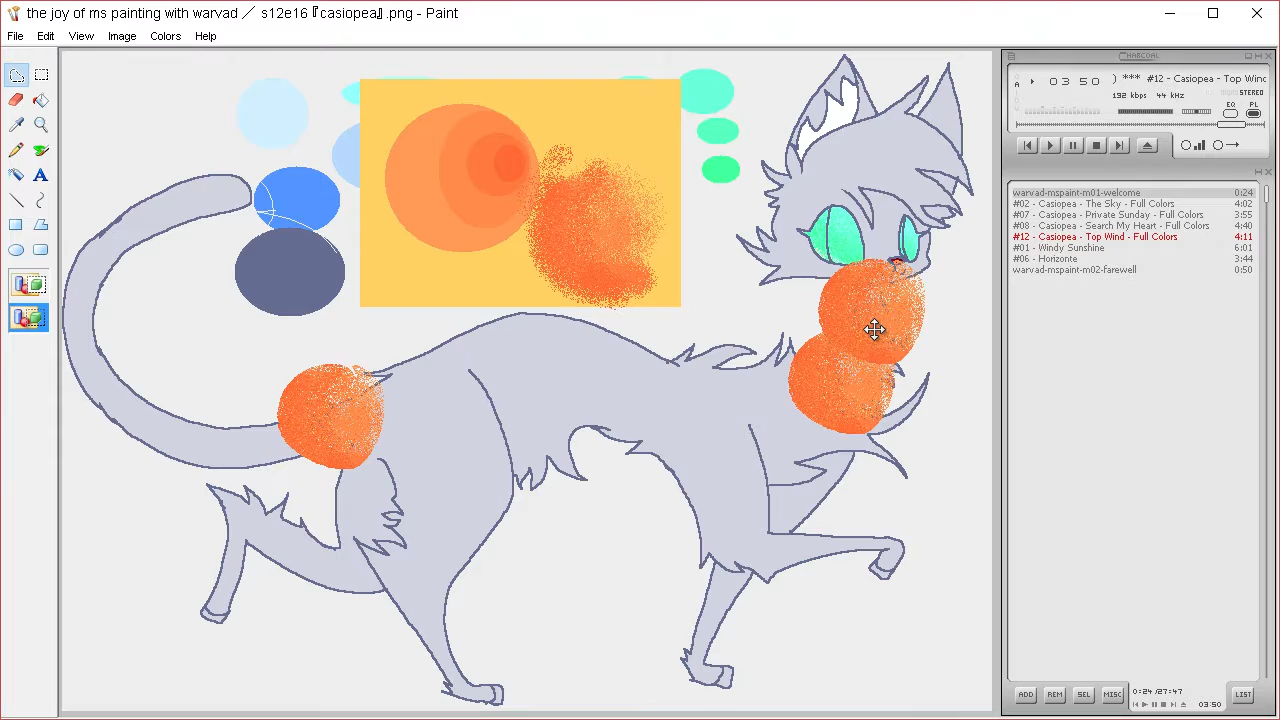 the joy of ms painting with warvad ／ s12e16『casiopea』.png - Paint
File Edit View Image Colors Help
A
CHARCOAL
03 50
) *** #12 - Casiopea - Top Winc
192 kbps 44 kHz STEREO
EQ PL
warvad-mspaint-m01-welcome 0:24
#02 - Casiopea - The Sky - Full Colors 4:02
#07 - Casiopea - Private Sunday - Full Colors 3:55
#08 - Casiopea - Search My Heart - Full Colors 4:40
#12 - Casiopea - Top Wind - Full Colors 4:11
#01 - Windy Sunshine 6:01
#06 - Horizonte 3:44
warvad-mspaint-m02-farewell 0:50
ADD REM SEL MISC 0:24 /27:47 03:50 LIST